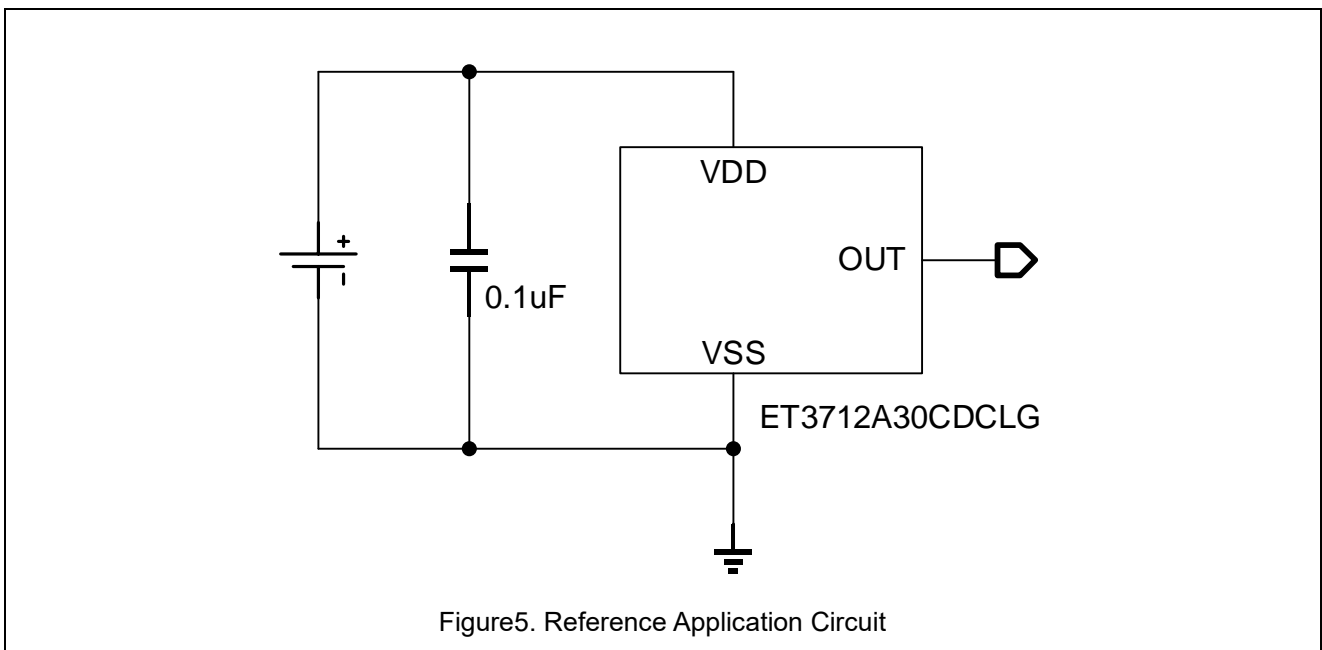 VDD
+
OUT
-
0.1uF
VSS
ET3712A30CDCLG
Figure5. Reference Application Circuit